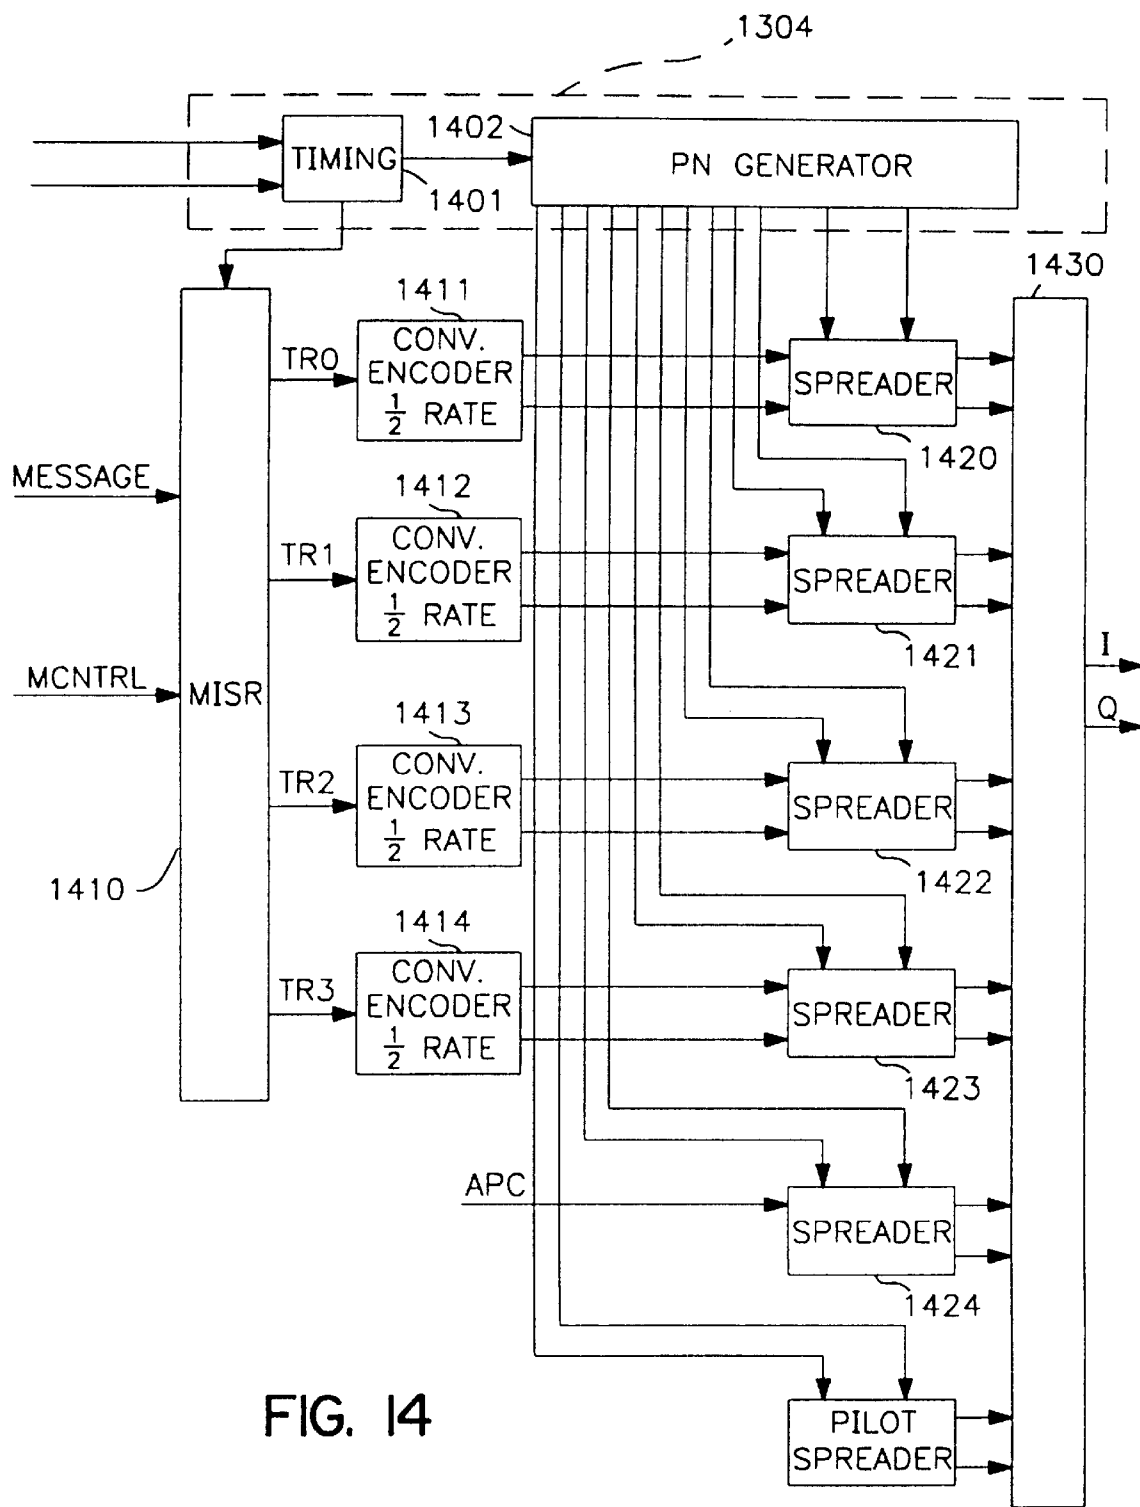 1304
1402
TIMING
PN GENERATOR
1401
1430
1411
CONV.
ENCODER
1/2 RATE
TR0
SPREADER
1420
MESSAGE
1412
CONV.
ENCODER
1/2 RATE
TR1
SPREADER
1421
I
MCNTRL
MISR
Q
1413
CONV.
ENCODER
1/2 RATE
TR2
SPREADER
1422
1410
1414
CONV.
ENCODER
1/2 RATE
TR3
SPREADER
1423
APC
SPREADER
1424
FIG. 14
PILOT
SPREADER